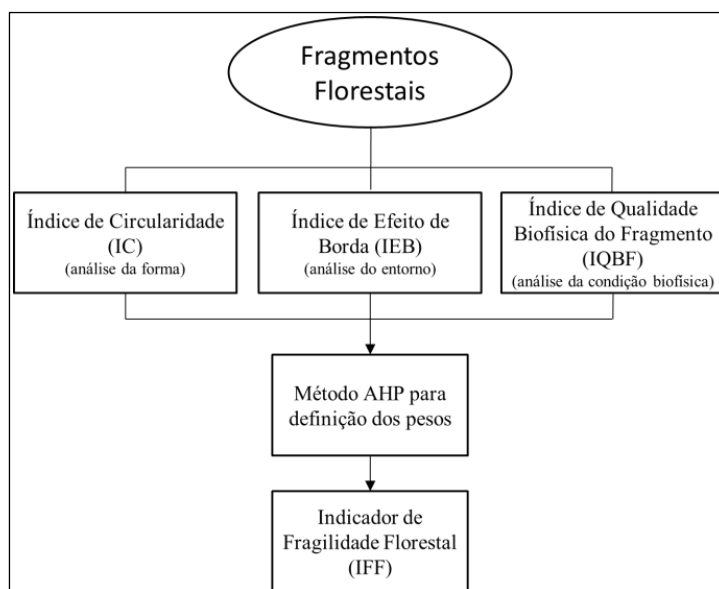 Fragmentos
Florestais
Índice de Circularidade
(IC)
(análise da forma)
Índice de Efeito de
Borda (IEB)
(análise do entorno)
Índice de Qualidade
Biofísica do Fragmento
(IQBF)
(análise da condição biofísica)
Método AHP para
definição dos pesos
Indicador de
Fragilidade Florestal
(IFF)